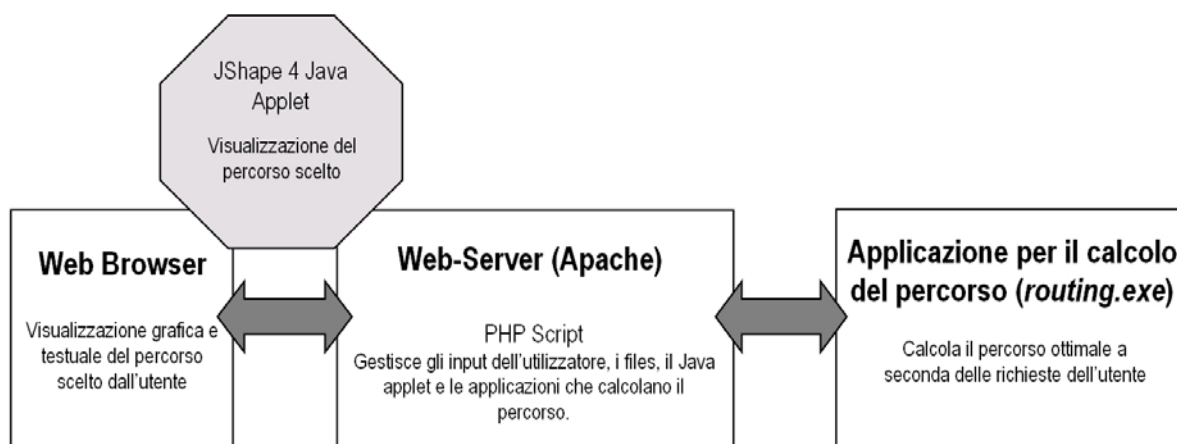 JShape 4 Java
Applet
Visualizzazione del
percorso scelto
Web Browser
Visualizzazione grafica e
testuale del percorso
scelto dall'utente
Web-Server (Apache)
PHP Script
Gestisce gli input dell'utilizzatore, i files, il Java
applet e le applicazioni che calcolano il
percorso.
Applicazione per il calcolo
del percorso (routing.exe)
Calcola il percorso ottimale a
seconda delle richieste dell'utente